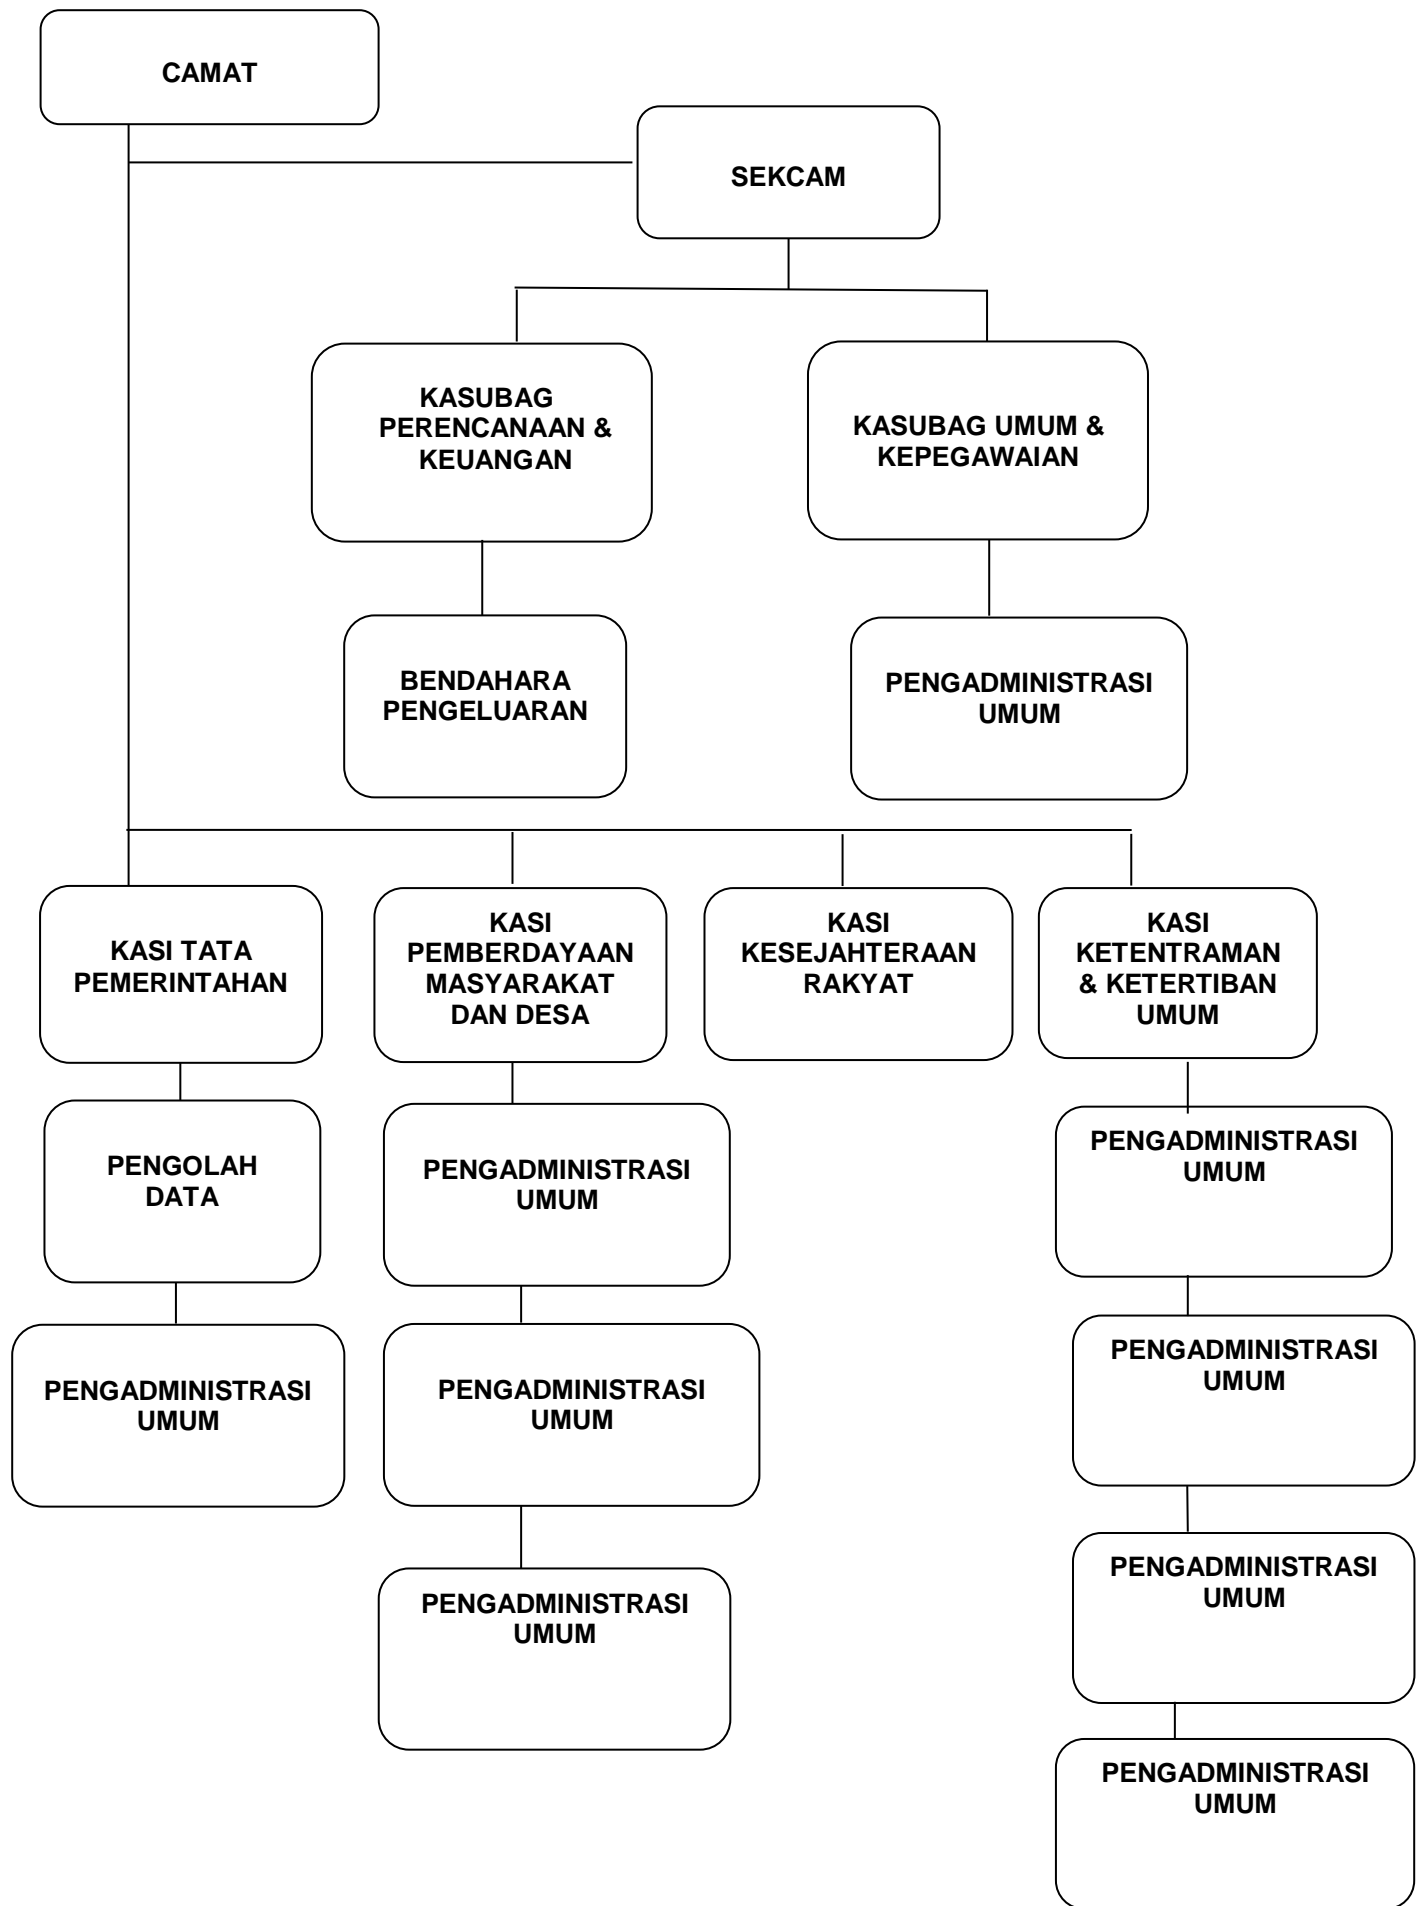 CAMAT
SEKCAM
KASUBAG
PERENCANAAN &
KEUANGAN
KASUBAG UMUM &
KEPEGAWAIAN
BENDAHARA
PENGELUARAN
PENGADMINISTRASI
UMUM
KASI TATA
PEMERINTAHAN
KASI
PEMBERDAYAAN
MASYARAKAT
DAN DESA
KASI
KESEJAHTERAAN
RAKYAT
KASI
KETENTRAMAN
& KETERTIBAN
UMUM
PENGOLAH
DATA
PENGADMINISTRASI
UMUM
PENGADMINISTRASI
UMUM
PENGADMINISTRASI
UMUM
PENGADMINISTRASI
UMUM
PENGADMINISTRASI
UMUM
PENGADMINISTRASI
UMUM
PENGADMINISTRASI
UMUM
PENGADMINISTRASI
UMUM